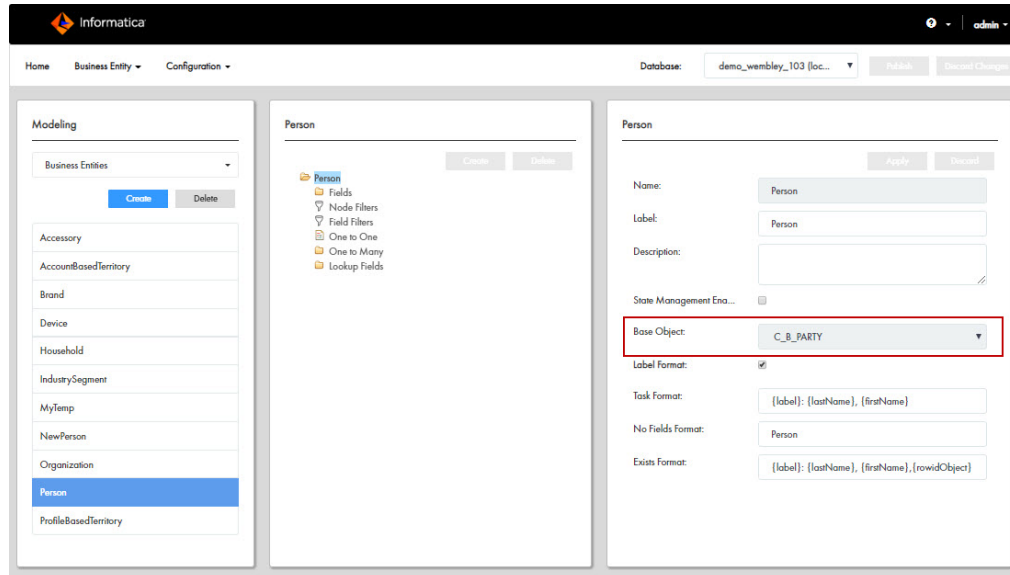 Informatica
admin
Home Business Entity Configuration Database: demo_wembley_103 (loc... Publish Discard Changes
Modeling
Business Entities
Create Delete
Accessory
AccountBasedTerritory
Brand
Device
Household
IndustrySegment
MyTemp
NewPerson
Organization
Person
ProfileBasedTerritory
Person
Create Delete
Person
Fields
Node Filters
Field Filters
One to One
One to Many
Lookup Fields
Person
Apply Discard
Name: Person
Label: Person
Description:
State Management Ena...
Base Object: C_B_PARTY
Label Format:
Task Format: {label}: {lastName}, {firstName}
No Fields Format: Person
Exists Format: {label}: {lastName}, {firstName},{rowidObject}